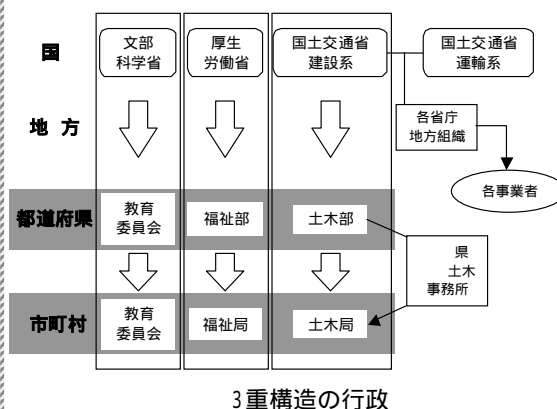 国
文部
科学省
厚生
労働省
国土交通省
建設系
国土交通省
運輸系
地 方
各省庁
地方組織
各事業者
都道府県
教育
委員会
福祉部
土木部
県
土木
事務所
市町村
教育
委員会
福祉局
土木局
3重構造の行政